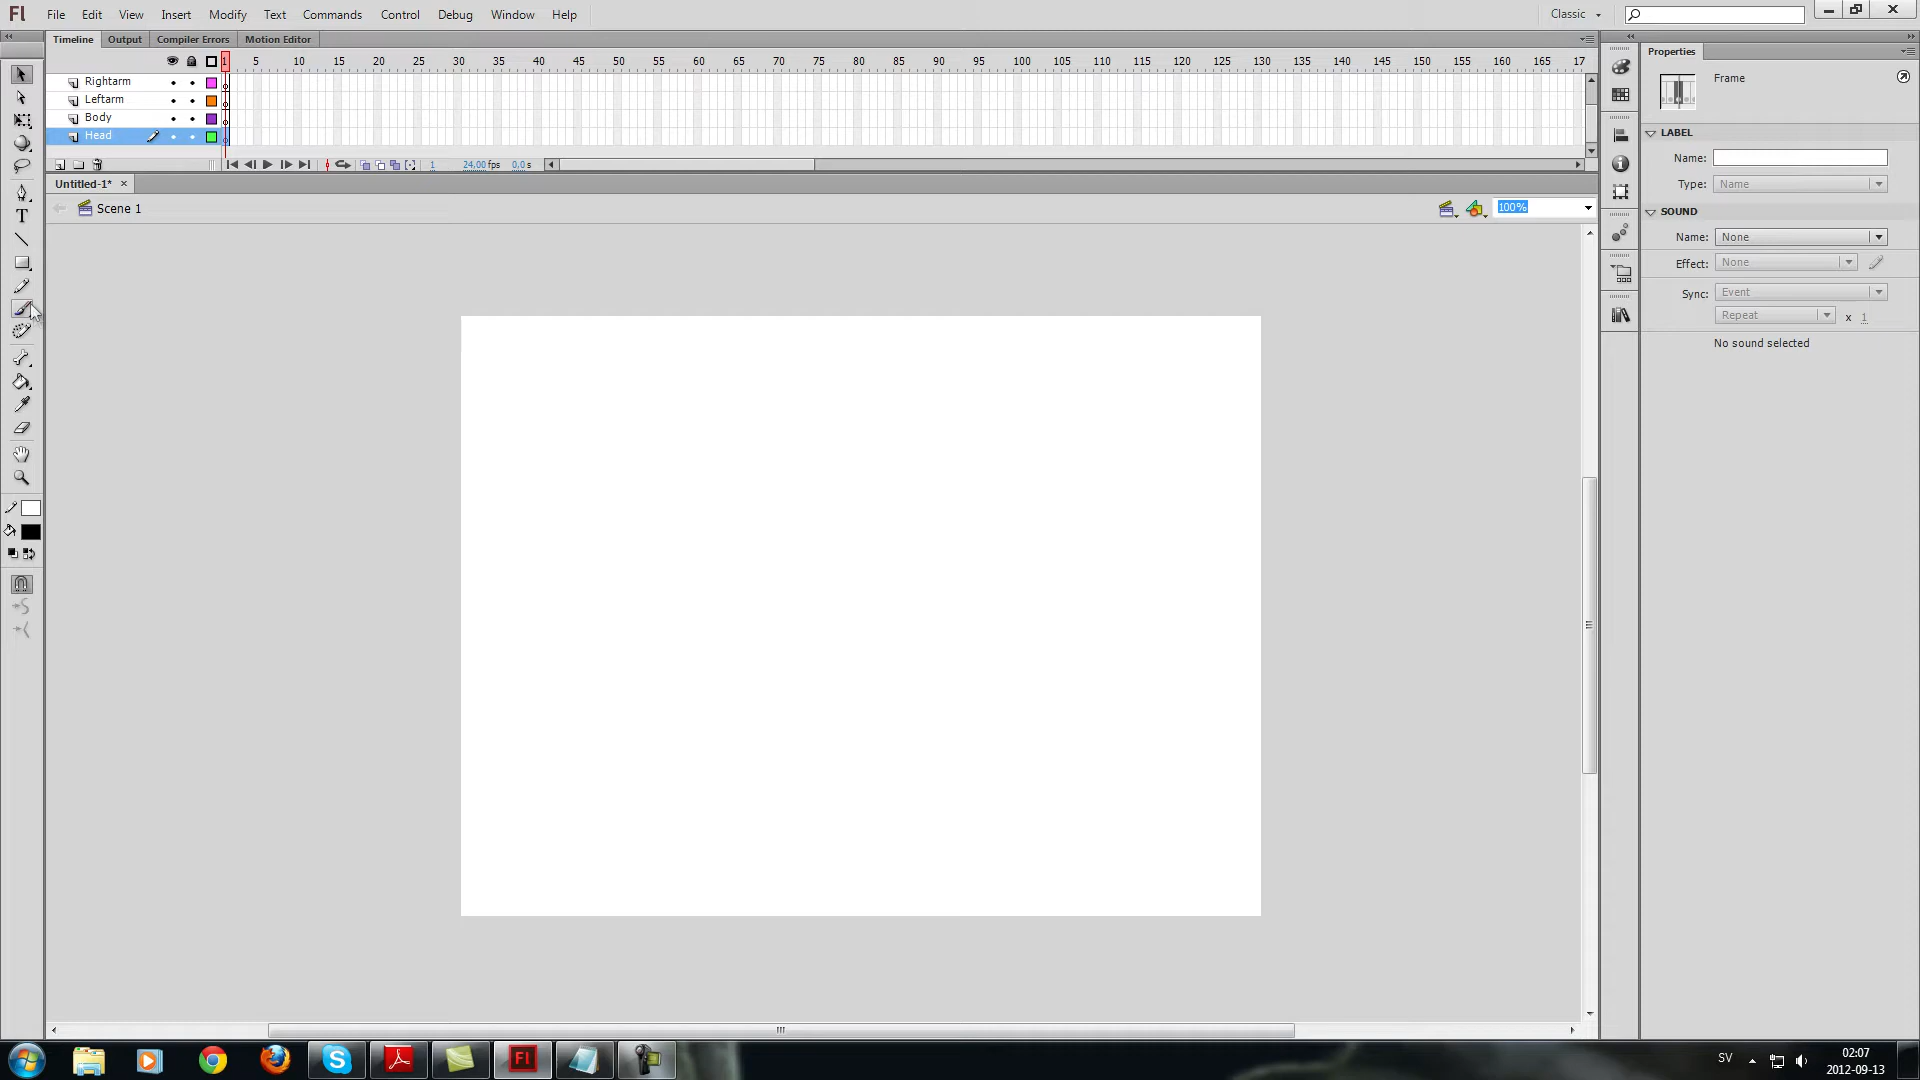 Fl File Edit View Insert Modify Text Commands Control Debug Window Help Classic
Timeline Output Compiler Errors Motion Editor
1 5 10 15 20 25 30 35 40 45 50 55 60 65 70 75 80 85 90 95 100 105 110 115 120 125 130 135 140 145 150 155 160 165 17
Rightarm
Leftarm
Body
Head
1 24,00 fps 0,0 s
Untitled-1*
Scene 1
100%
T
Properties
Frame
LABEL
Name:
Type: Name
SOUND
Name: None
Effect: None
Sync: Event
Repeat x 1
No sound selected
Fl
SV
02:07
2012-09-13